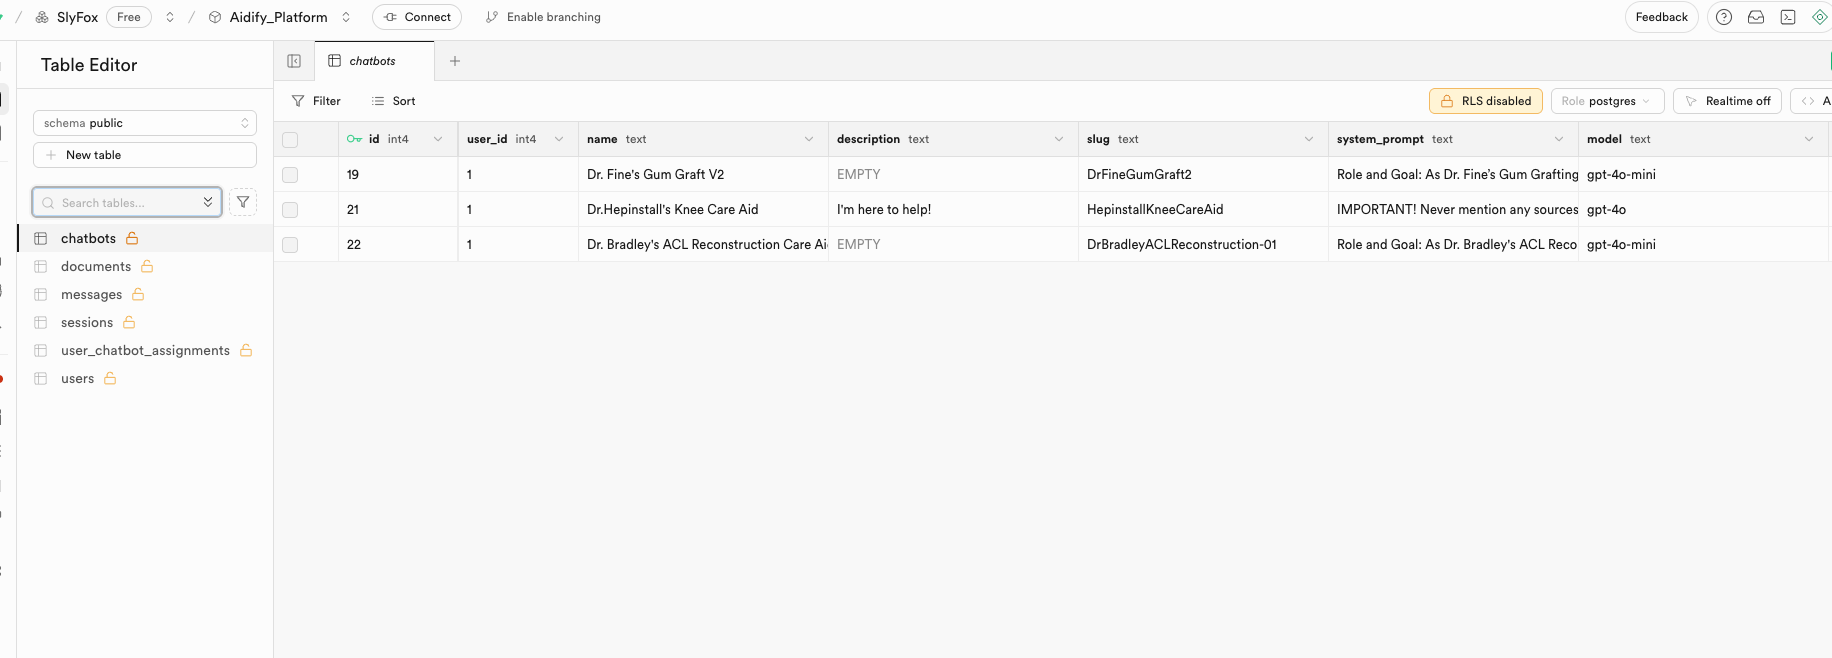 SlyFox Free Aidify_Platform Connect Enable branching Feedback
Table Editor
chatbots
Filter Sort RLS disabled Role postgres Realtime off A
schema public
New table
Search tables...
chatbots
documents
messages
sessions
user_chatbot_assignments
users
id int4 user_id int4 name text description text slug text system_prompt text model text
19 1 Dr. Fine's Gum Graft V2 EMPTY DrFineGumGraft2 Role and Goal: As Dr. Fine's Gum Grafting gpt-4o-mini
21 1 Dr.Hepinstall's Knee Care Aid I'm here to help! HepinstallKneeCareAid IMPORTANT! Never mention any sources gpt-4o
22 1 Dr. Bradley's ACL Reconstruction Care Ai EMPTY DrBradleyACLReconstruction-01 Role and Goal: As Dr. Bradley's ACL Reco gpt-4o-mini